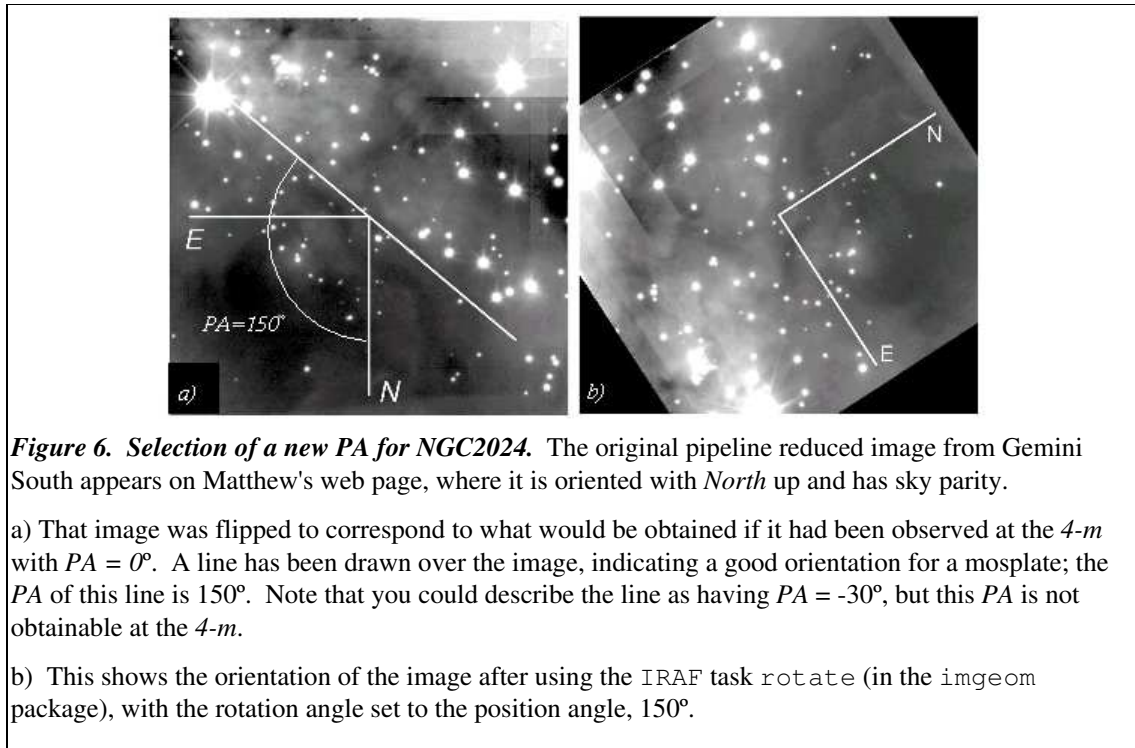 E
PA=150°
N
a)
N
E
b)
Figure 6. Selection of a new PA for NGC2024. The original pipeline reduced image from Gemini
South appears on Matthew's web page, where it is oriented with North up and has sky parity.
a) That image was flipped to correspond to what would be obtained if it had been observed at the 4-m
with PA = 0º. A line has been drawn over the image, indicating a good orientation for a mosplate; the
PA of this line is 150º. Note that you could describe the line as having PA = -30º, but this PA is not
obtainable at the 4-m.
b) This shows the orientation of the image after using the IRAF task rotate (in the imgeom
package), with the rotation angle set to the position angle, 150º.